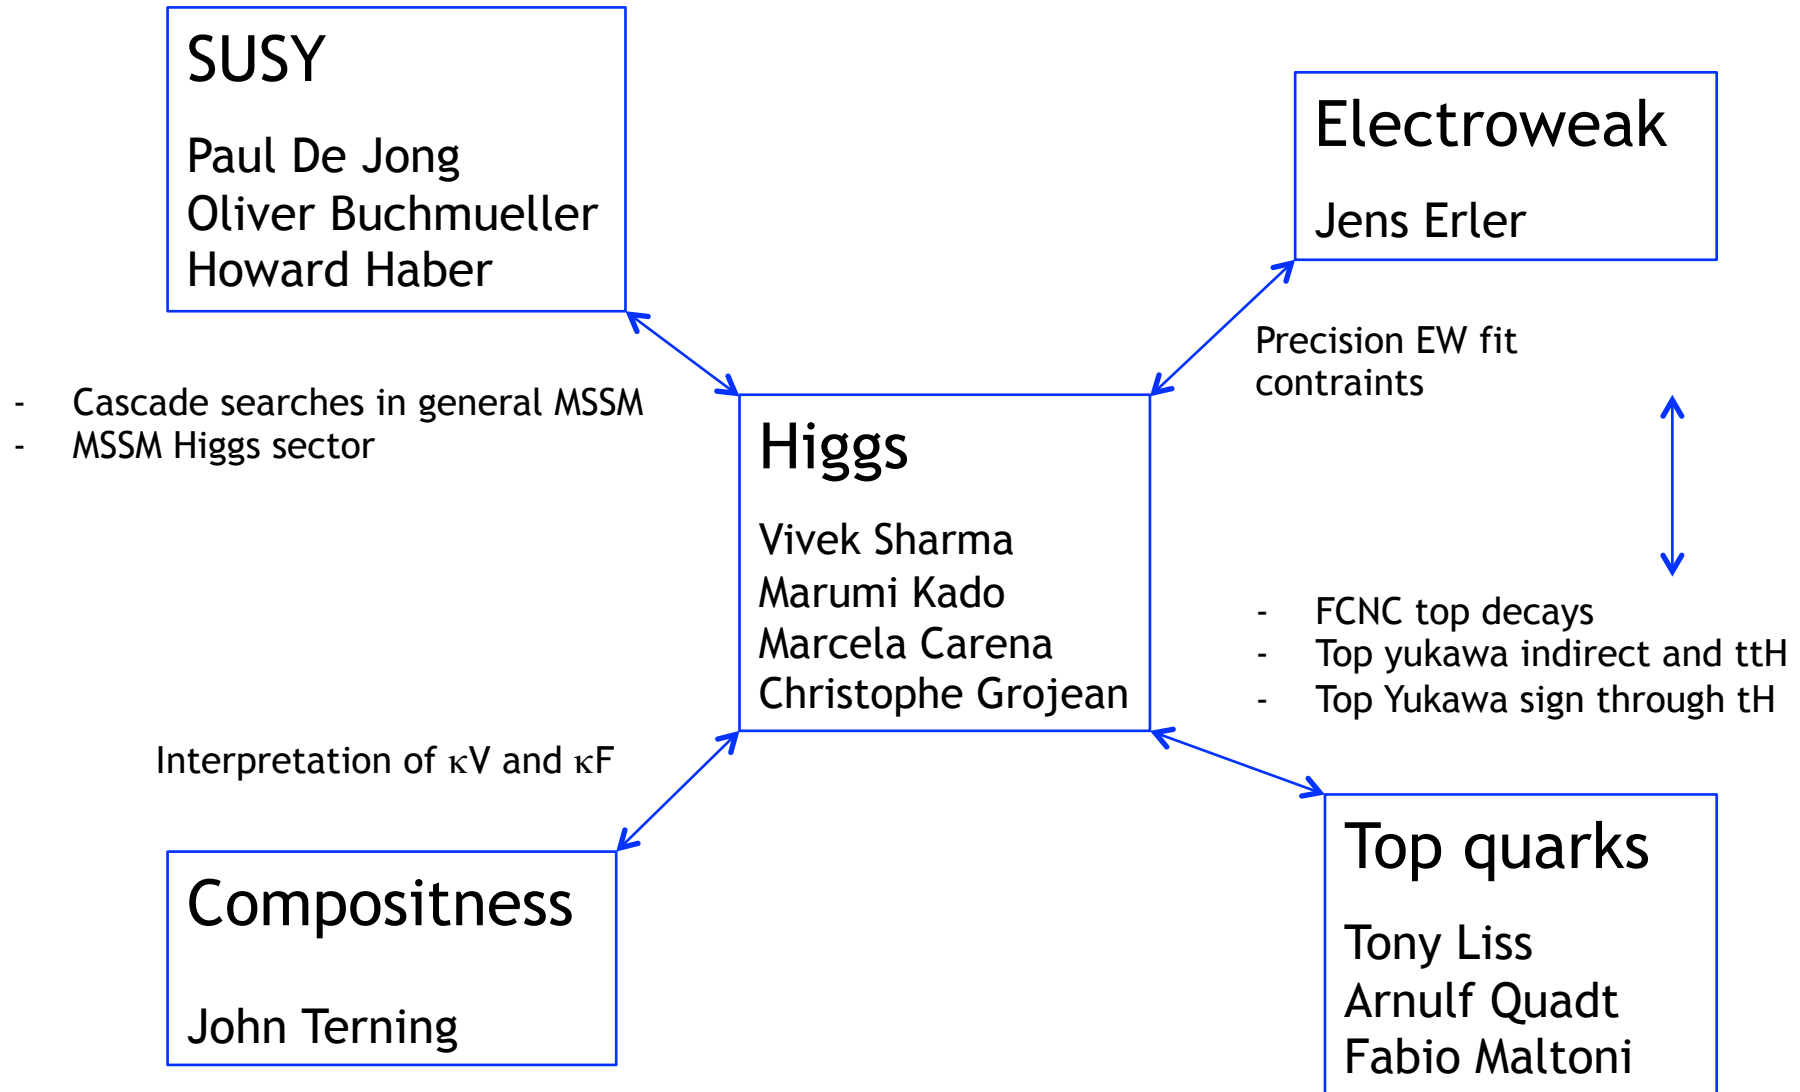 SUSY
Paul De Jong
Oliver Buchmueller
Howard Haber
Electroweak
Jens Erler
Precision EW fit
contraints
- Cascade searches in general MSSM
- MSSM Higgs sector
Higgs
Vivek Sharma
Marumi Kado
Marcela Carena
Christophe Grojean
- FCNC top decays
- Top yukawa indirect and ttH
- Top Yukawa sign through tH
Interpretation of κV and κF
Compositness
John Terning
Top quarks
Tony Liss
Arnulf Quadt
Fabio Maltoni